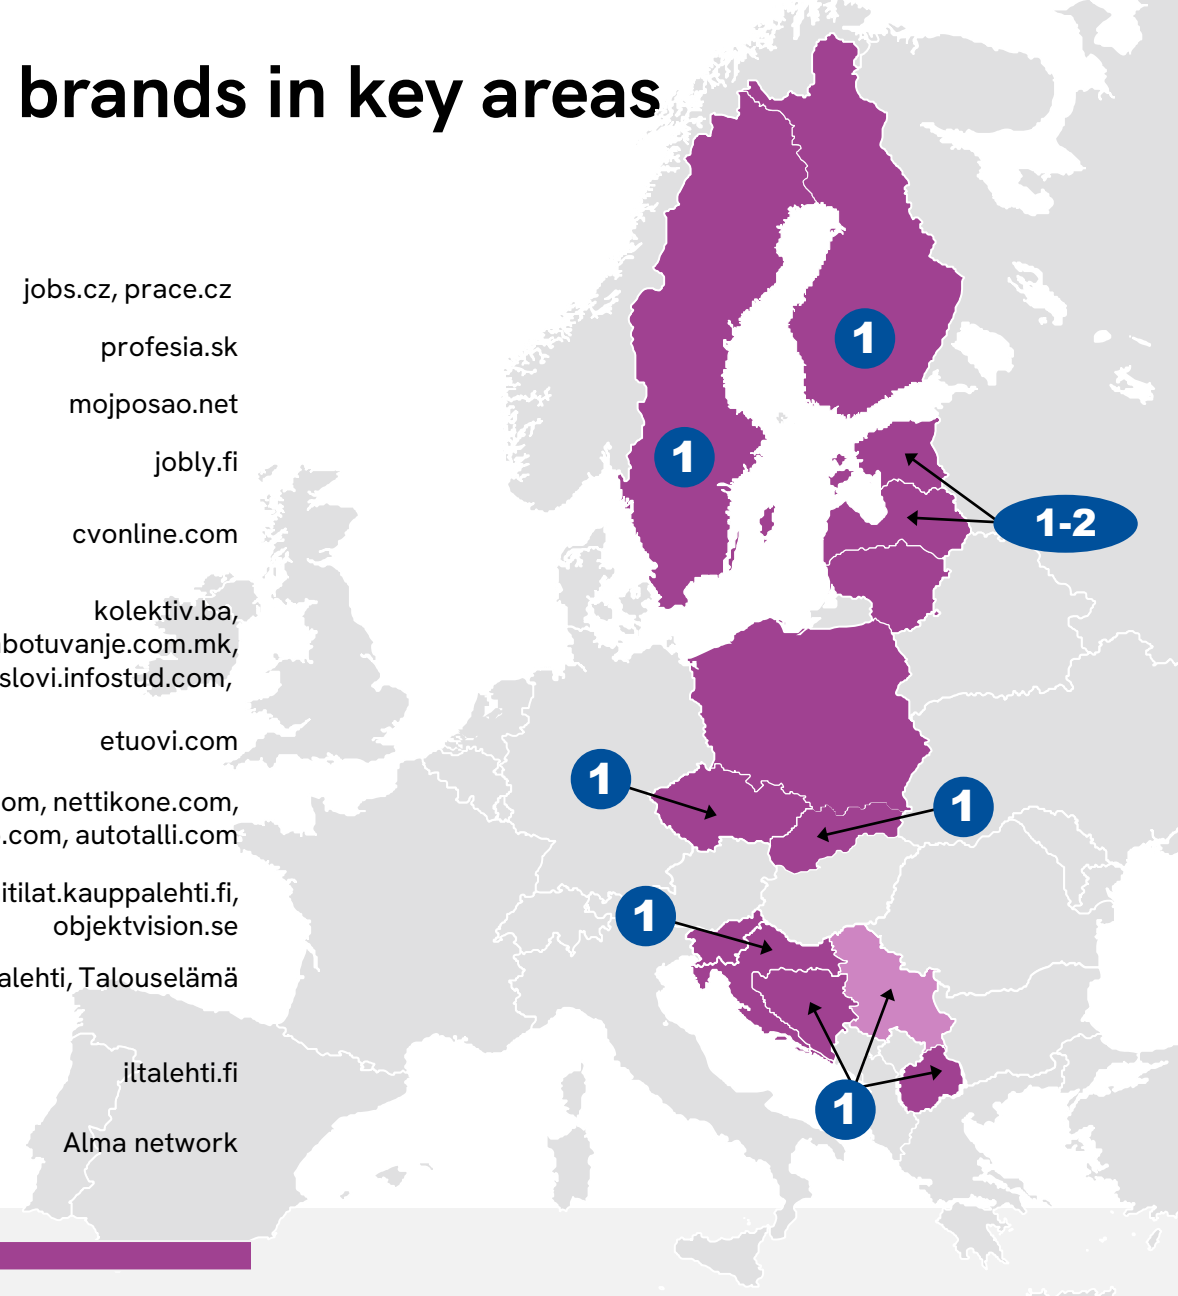 brands in key areas
jobs.cz, prace.cz
profesia.sk
mojposao.net
jobly.fi
cvonline.com
kolektiv.ba,
botuvanje.com.mk,
slovi.infostud.com,
etuovi.com
om, nettikone.com,
.com, autotalli.com
itilat.kauppalehti.fi,
objektvision.se
alehti, Talouselämä
iltalehti.fi
Alma network
1
1
1-2
1
1
1
1